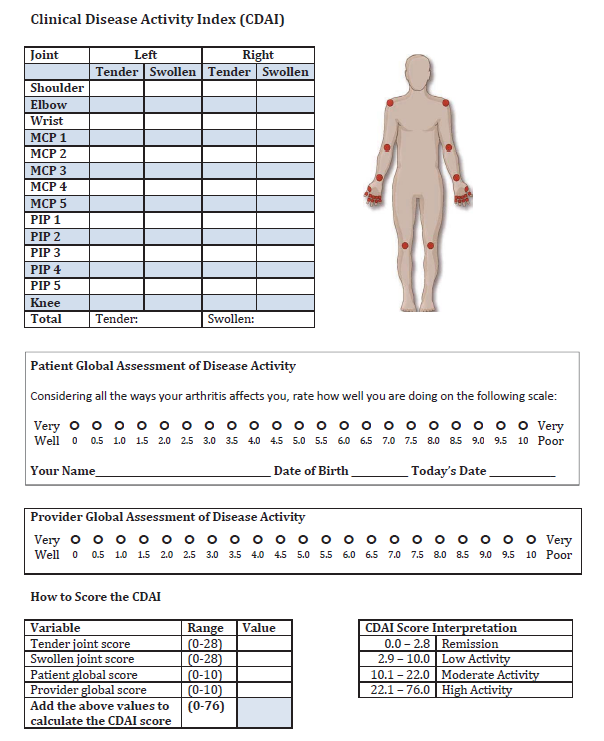 Clinical Disease Activity Index (CDAI)
Joint Left Right
Tender Swollen Tender Swollen
Shoulder
Elbow
Wrist
MCP 1
MCP 2
MCP 3
MCP 4
MCP 5
PIP 1
PIP 2
PIP 3
PIP 4
PIP 5
Knee
Total Tender: Swollen:
Patient Global Assessment of Disease Activity
Considering all the ways your arthritis affects you, rate how well you are doing on the following scale:
Very Very
Well 0 0.5 1.0 1.5 2.0 2.5 3.0 3.5 4.0 4.5 5.0 5.5 6.0 6.5 7.0 7.5 8.0 8.5 9.0 9.5 10 Poor
Your Name Date of Birth Today's Date
Provider Global Assessment of Disease Activity
Very Very
Well 0 0.5 1.0 1.5 2.0 2.5 3.0 3.5 4.0 4.5 5.0 5.5 6.0 6.5 7.0 7.5 8.0 8.5 9.0 9.5 10 Poor
How to Score the CDAI
Variable Range Value
Tender joint score (0-28)
Swollen joint score (0-28)
Patient global score (0-10)
Provider global score (0-10)
Add the above values to (0-76)
calculate the CDAI score
CDAI Score Interpretation
0.0 – 2.8 Remission
2.9 – 10.0 Low Activity
10.1 – 22.0 Moderate Activity
22.1 – 76.0 High Activity